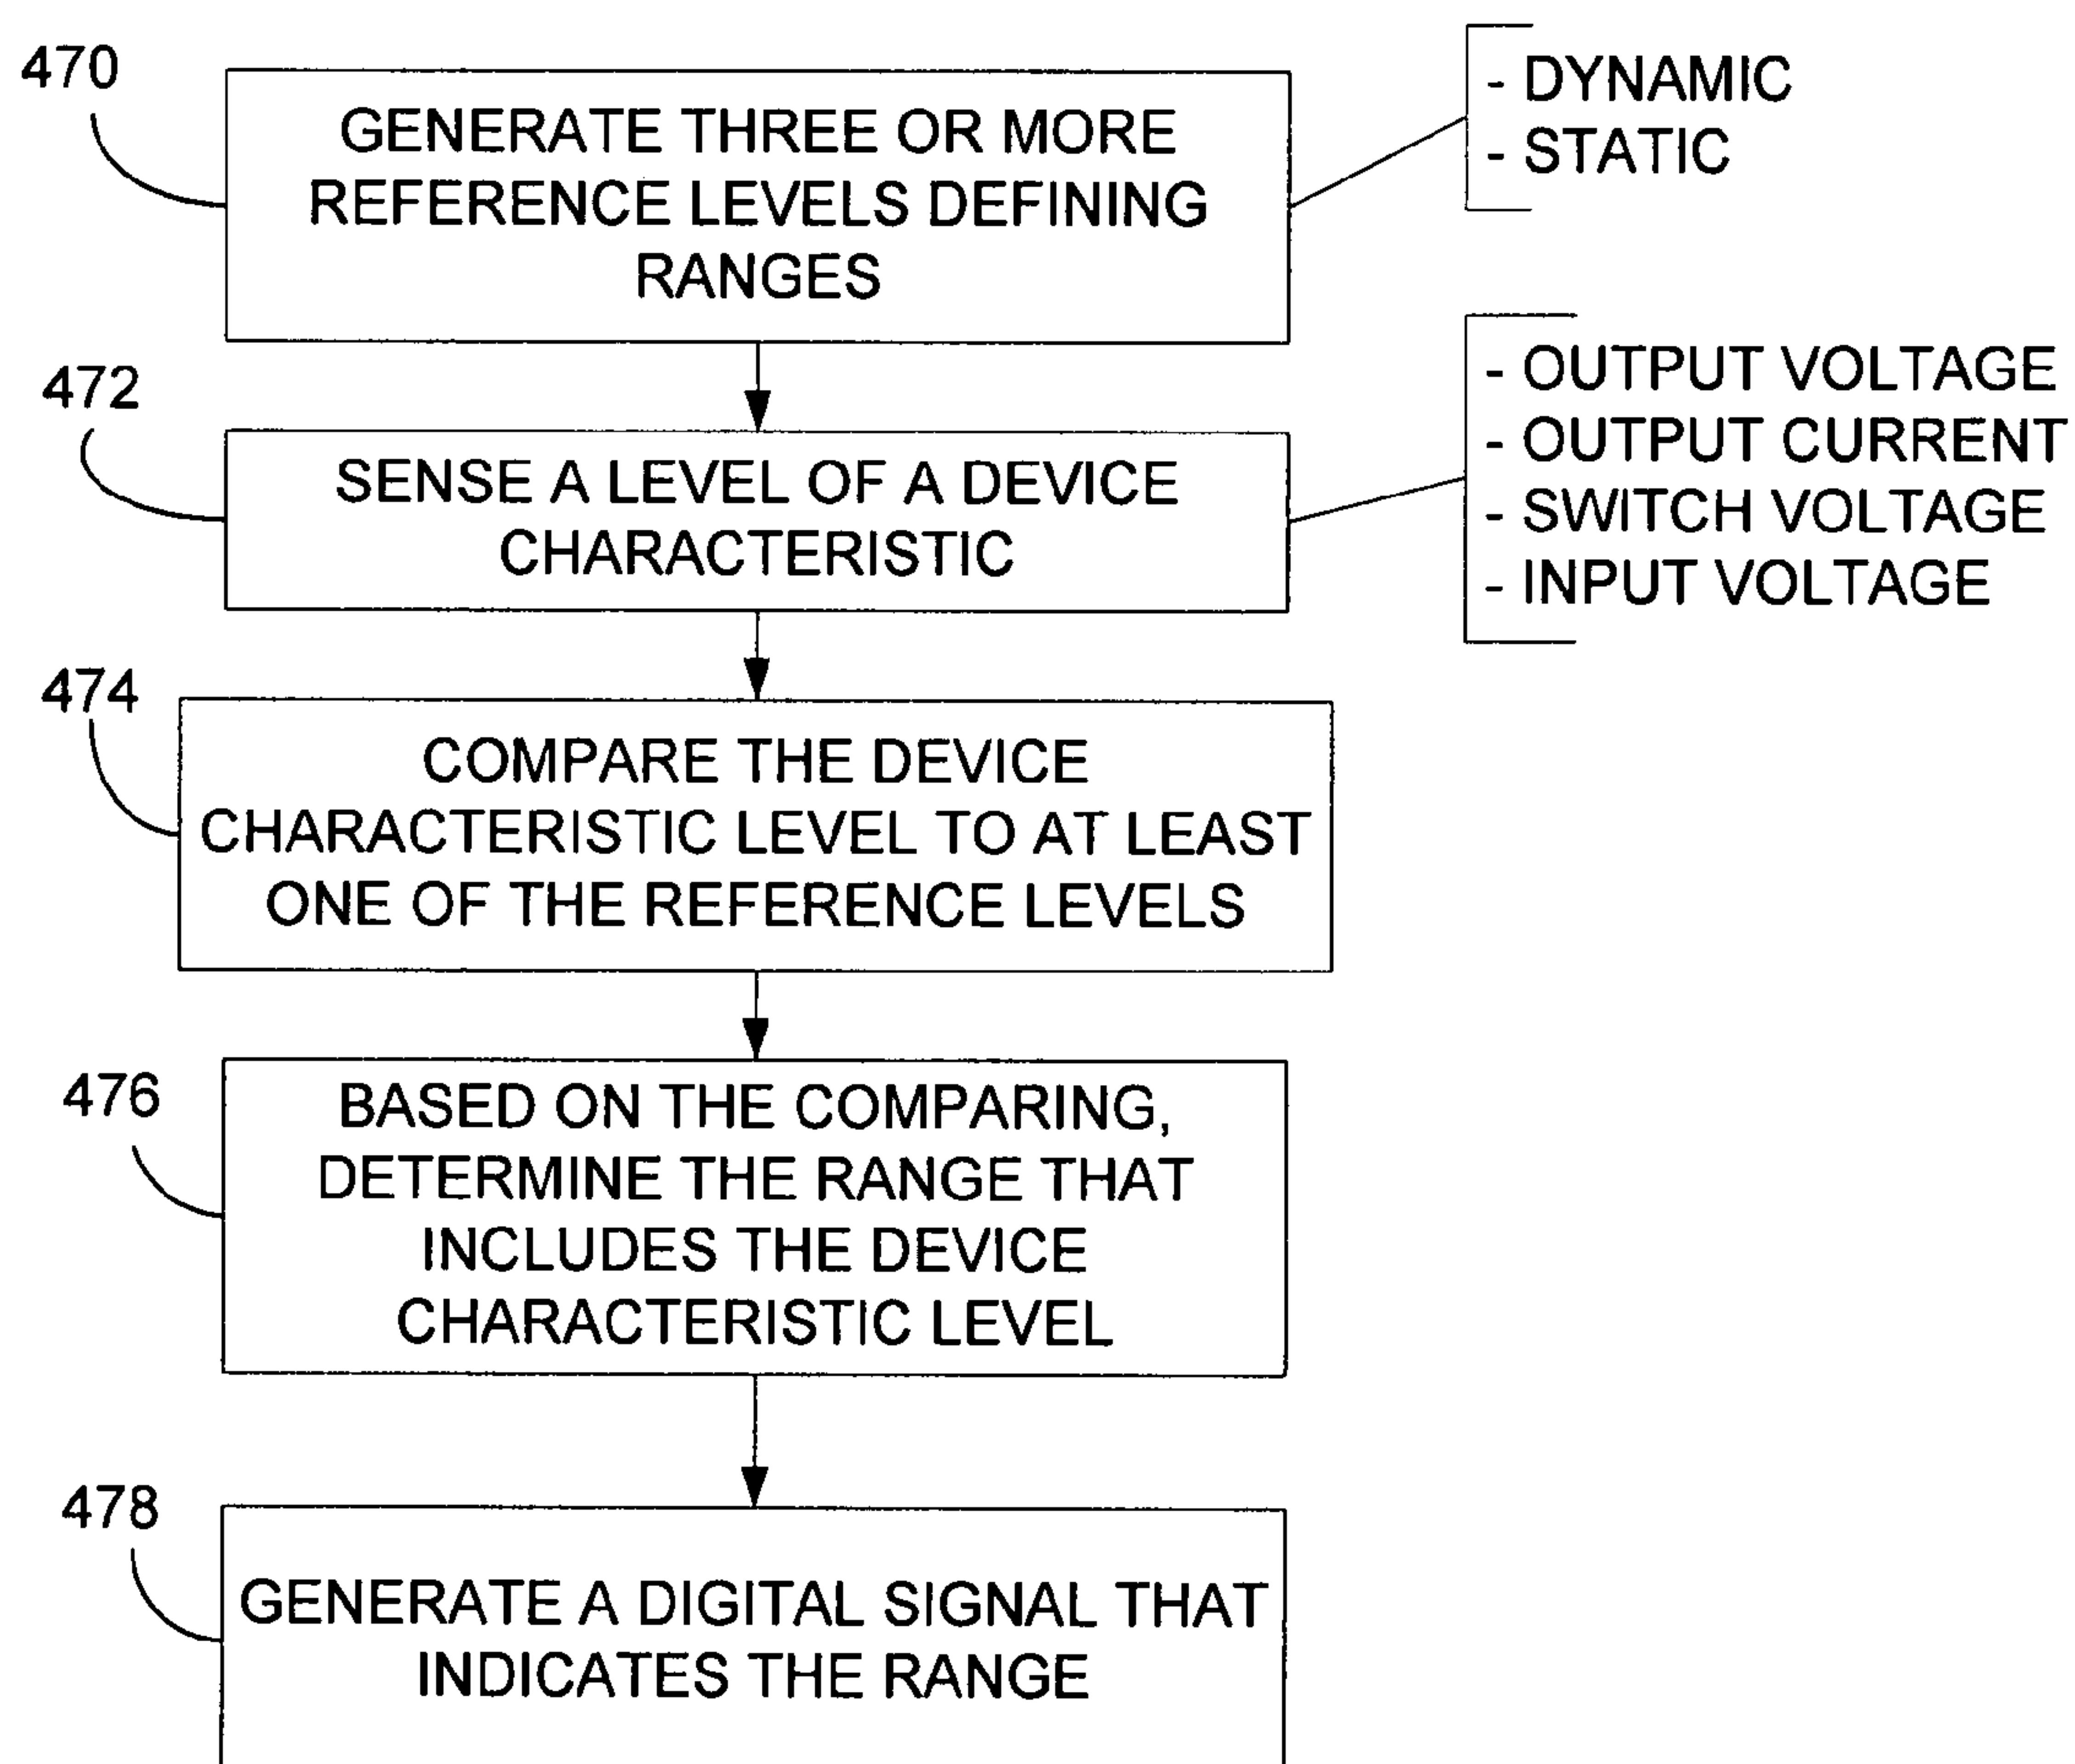 470
GENERATE THREE OR MORE
REFERENCE LEVELS DEFINING
RANGES
- DYNAMIC
- STATIC
472
SENSE A LEVEL OF A DEVICE
CHARACTERISTIC
- OUTPUT VOLTAGE
- OUTPUT CURRENT
- SWITCH VOLTAGE
- INPUT VOLTAGE
474
COMPARE THE DEVICE
CHARACTERISTIC LEVEL TO AT LEAST
ONE OF THE REFERENCE LEVELS
476
BASED ON THE COMPARING,
DETERMINE THE RANGE THAT
INCLUDES THE DEVICE
CHARACTERISTIC LEVEL
478
GENERATE A DIGITAL SIGNAL THAT
INDICATES THE RANGE